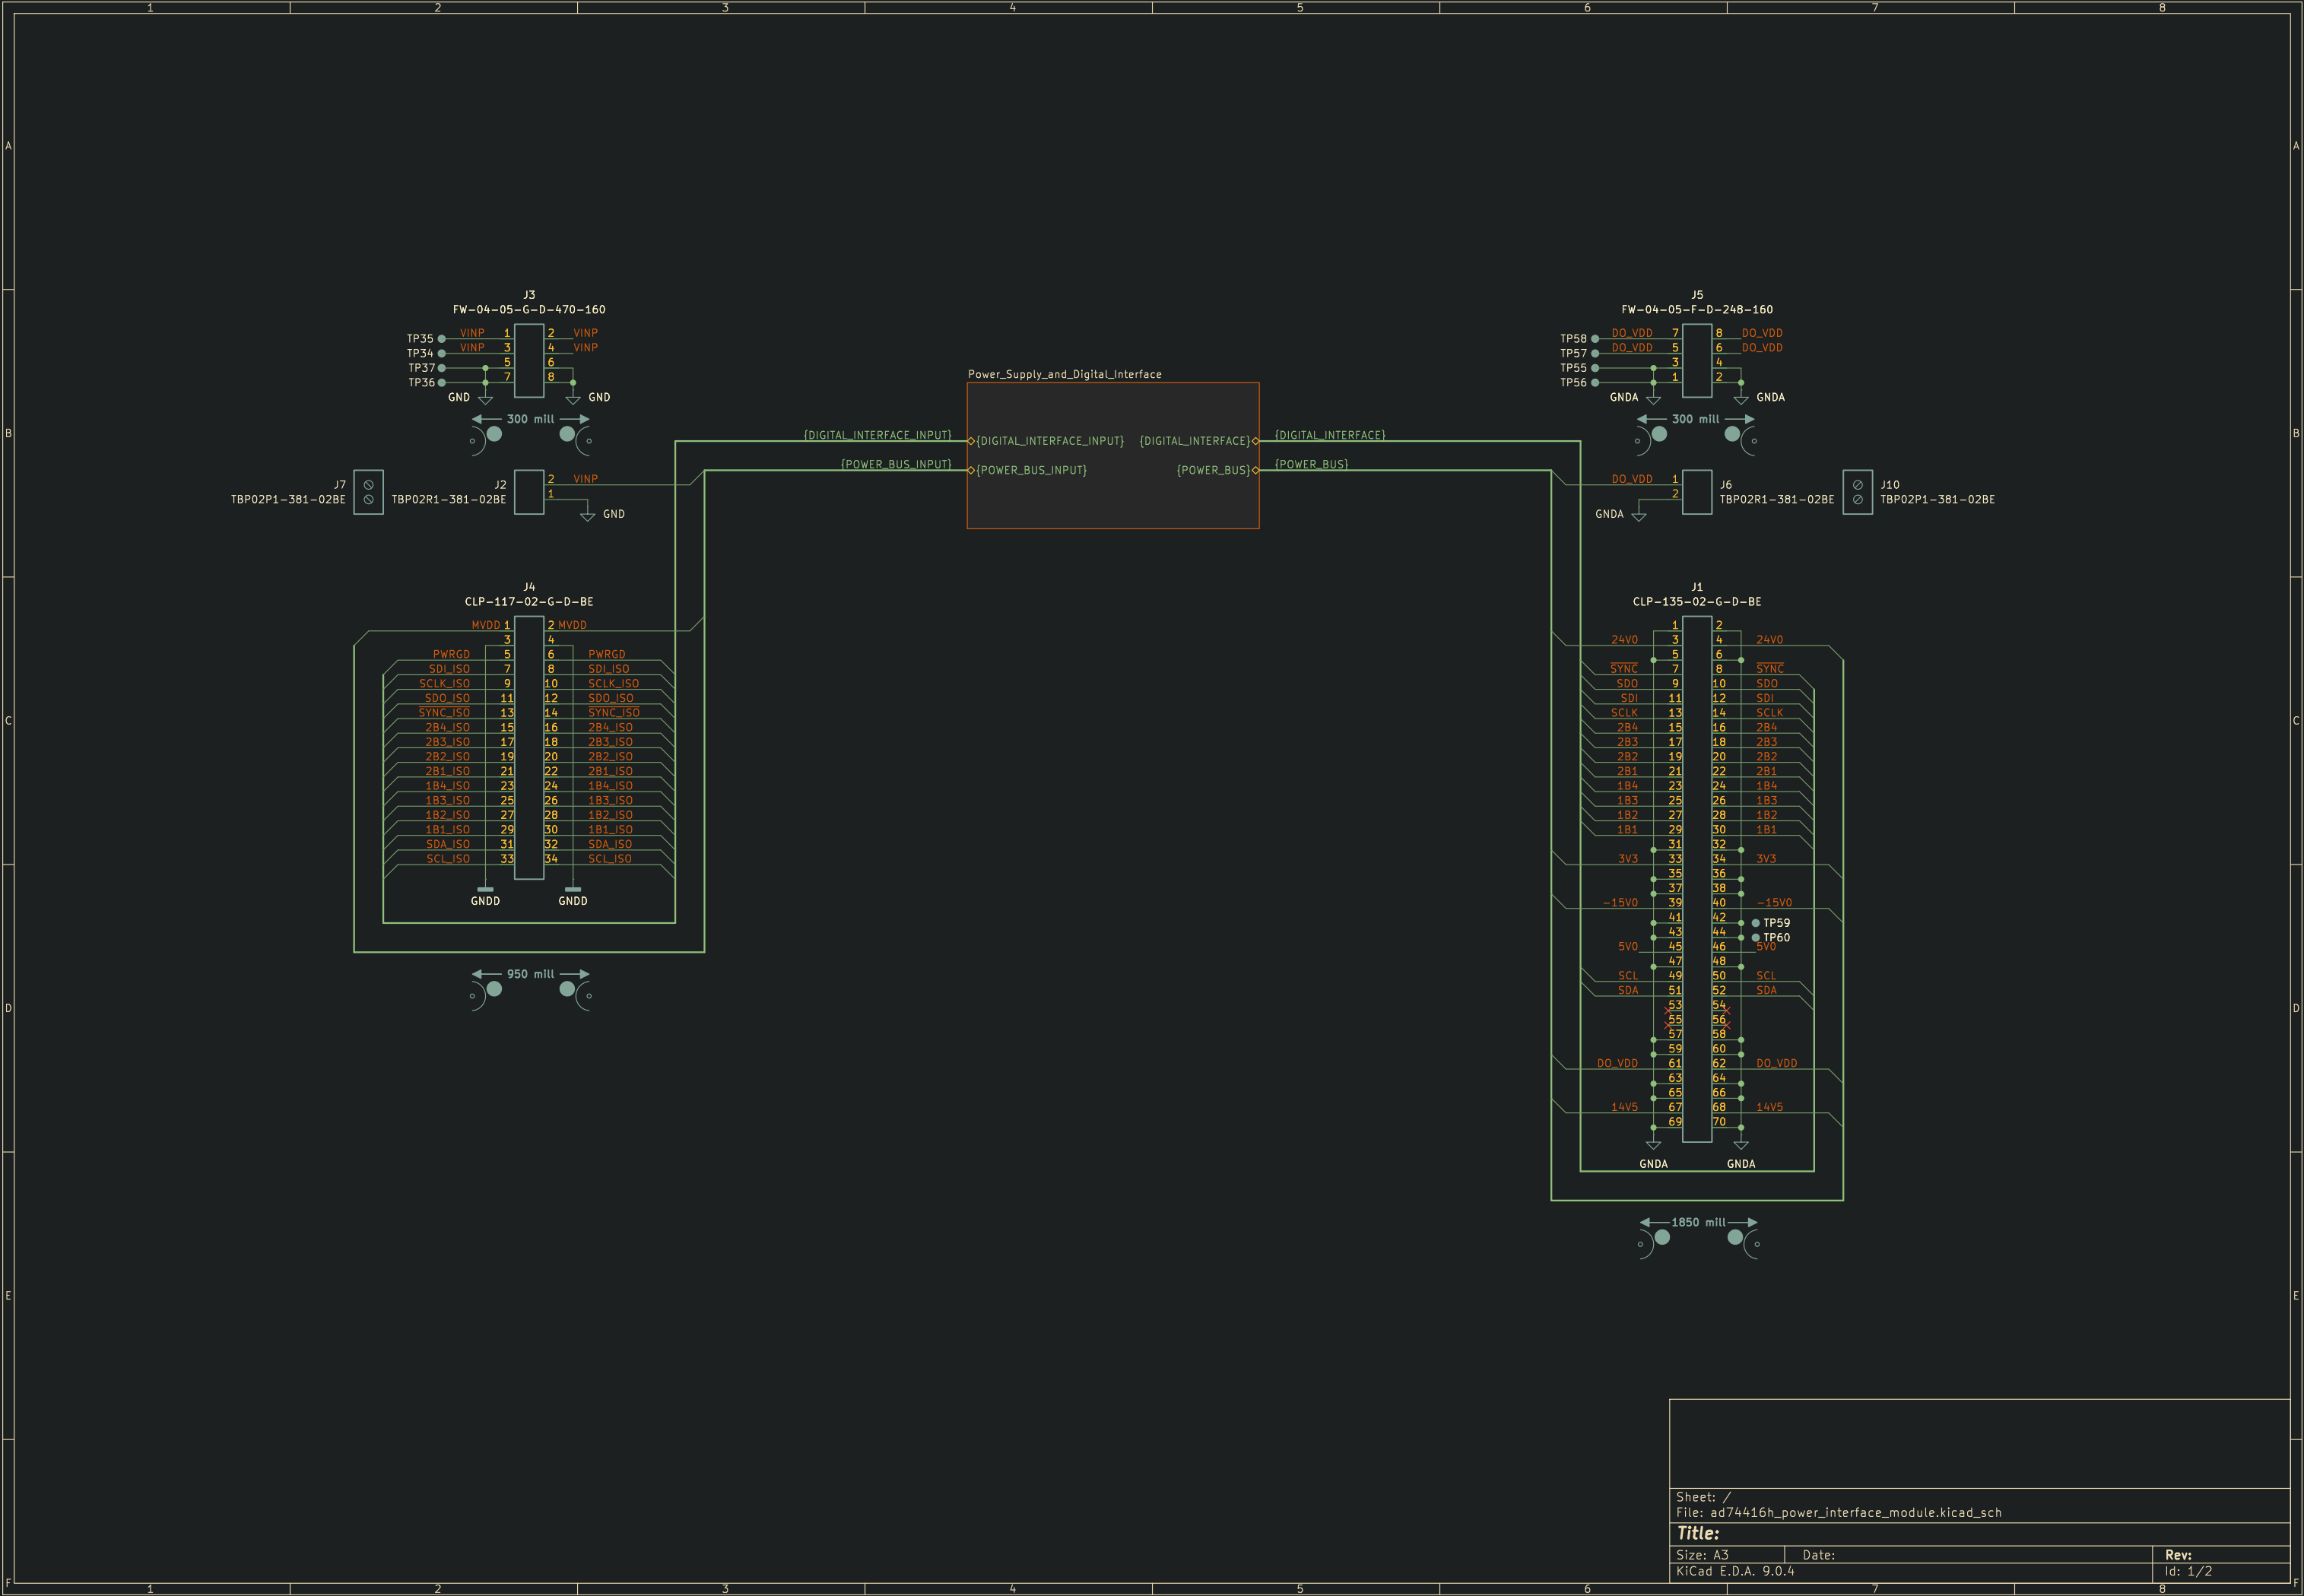 1 2 3 4 5 6 7 8
A A
B B
C C
D D
E E
F F
J3
FW-04-05-G-D-470-160
TP35 VINP 1 2 VINP
TP34 VINP 3 4 VINP
TP37 5 6
TP36 7 8
GND GND
300 mill
J7
TBP02P1-381-02BE
J2
TBP02R1-381-02BE
2 VINP
1
GND
J4
CLP-117-02-G-D-BE
MVDD 1 2 MVDD
3 4
PWRGD 5 6 PWRGD
SDI_ISO 7 8 SDI_ISO
SCLK_ISO 9 10 SCLK_ISO
SDO_ISO 11 12 SDO_ISO
SYNC_ISO 13 14 SYNC_ISO
2B4_ISO 15 16 2B4_ISO
2B3_ISO 17 18 2B3_ISO
2B2_ISO 19 20 2B2_ISO
2B1_ISO 21 22 2B1_ISO
1B4_ISO 23 24 1B4_ISO
1B3_ISO 25 26 1B3_ISO
1B2_ISO 27 28 1B2_ISO
1B1_ISO 29 30 1B1_ISO
SDA_ISO 31 32 SDA_ISO
SCL_ISO 33 34 SCL_ISO
GNDD GNDD
950 mill
Power_Supply_and_Digital_Interface
{DIGITAL_INTERFACE_INPUT} {DIGITAL_INTERFACE_INPUT} {DIGITAL_INTERFACE} {DIGITAL_INTERFACE}
{POWER_BUS_INPUT} {POWER_BUS_INPUT} {POWER_BUS} {POWER_BUS}
J5
FW-04-05-F-D-248-160
TP58 DO_VDD 7 8 DO_VDD
TP57 DO_VDD 5 6 DO_VDD
TP55 3 4
TP56 1 2
GNDA GNDA
300 mill
DO_VDD 1
2
GNDA
J6
TBP02R1-381-02BE
J10
TBP02P1-381-02BE
J1
CLP-135-02-G-D-BE
1 2
24V0 3 4 24V0
5 6
SYNC 7 8 SYNC
SDO 9 10 SDO
SDI 11 12 SDI
SCLK 13 14 SCLK
2B4 15 16 2B4
2B3 17 18 2B3
2B2 19 20 2B2
2B1 21 22 2B1
1B4 23 24 1B4
1B3 25 26 1B3
1B2 27 28 1B2
1B1 29 30 1B1
31 32
3V3 33 34 3V3
35 36
37 38
-15V0 39 40 -15V0
41 42 TP59
43 44 TP60
5V0 45 46 5V0
47 48
SCL 49 50 SCL
SDA 51 52 SDA
53 54
55 56
57 58
59 60
DO_VDD 61 62 DO_VDD
63 64
65 66
14V5 67 68 14V5
69 70
GNDA GNDA
1850 mill
Sheet: /
File: ad74416h_power_interface_module.kicad_sch
Title:
Size: A3 Date: Rev:
KiCad E.D.A. 9.0.4 Id: 1/2
1 2 3 4 5 6 7 8